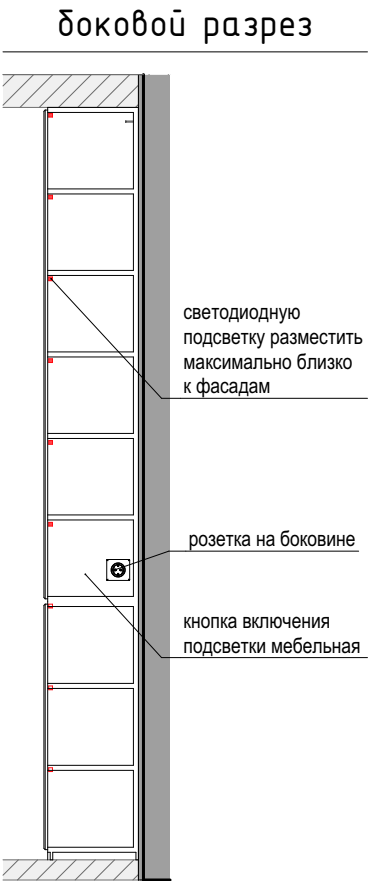 боковой разрез
светодиодную
подсветку разместить
максимально близко
к фасадам
розетка на боковине
кнопка включения
подсветки мебельная